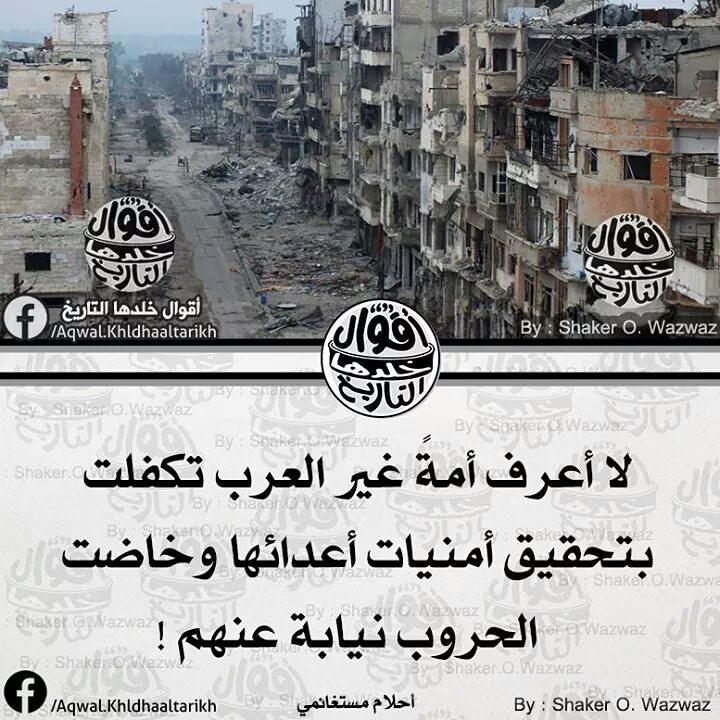 أقوال خلدها التاريخ
أقوال خلدها التاريخ
أقوال خلدها التاريخ
/Aqwal.Khldhaaltarikh
By : Shaker O. Wazwaz
أقوال خلدها التاريخ
لا أعرف أمةً غير العرب تكفلت
بتحقيق أمنيات أعدائها وخاضت
الحروب نيابة عنهم !
/Aqwal.Khldhaaltarikh
أحلام مستغانمي
By : Shaker O. Wazwaz